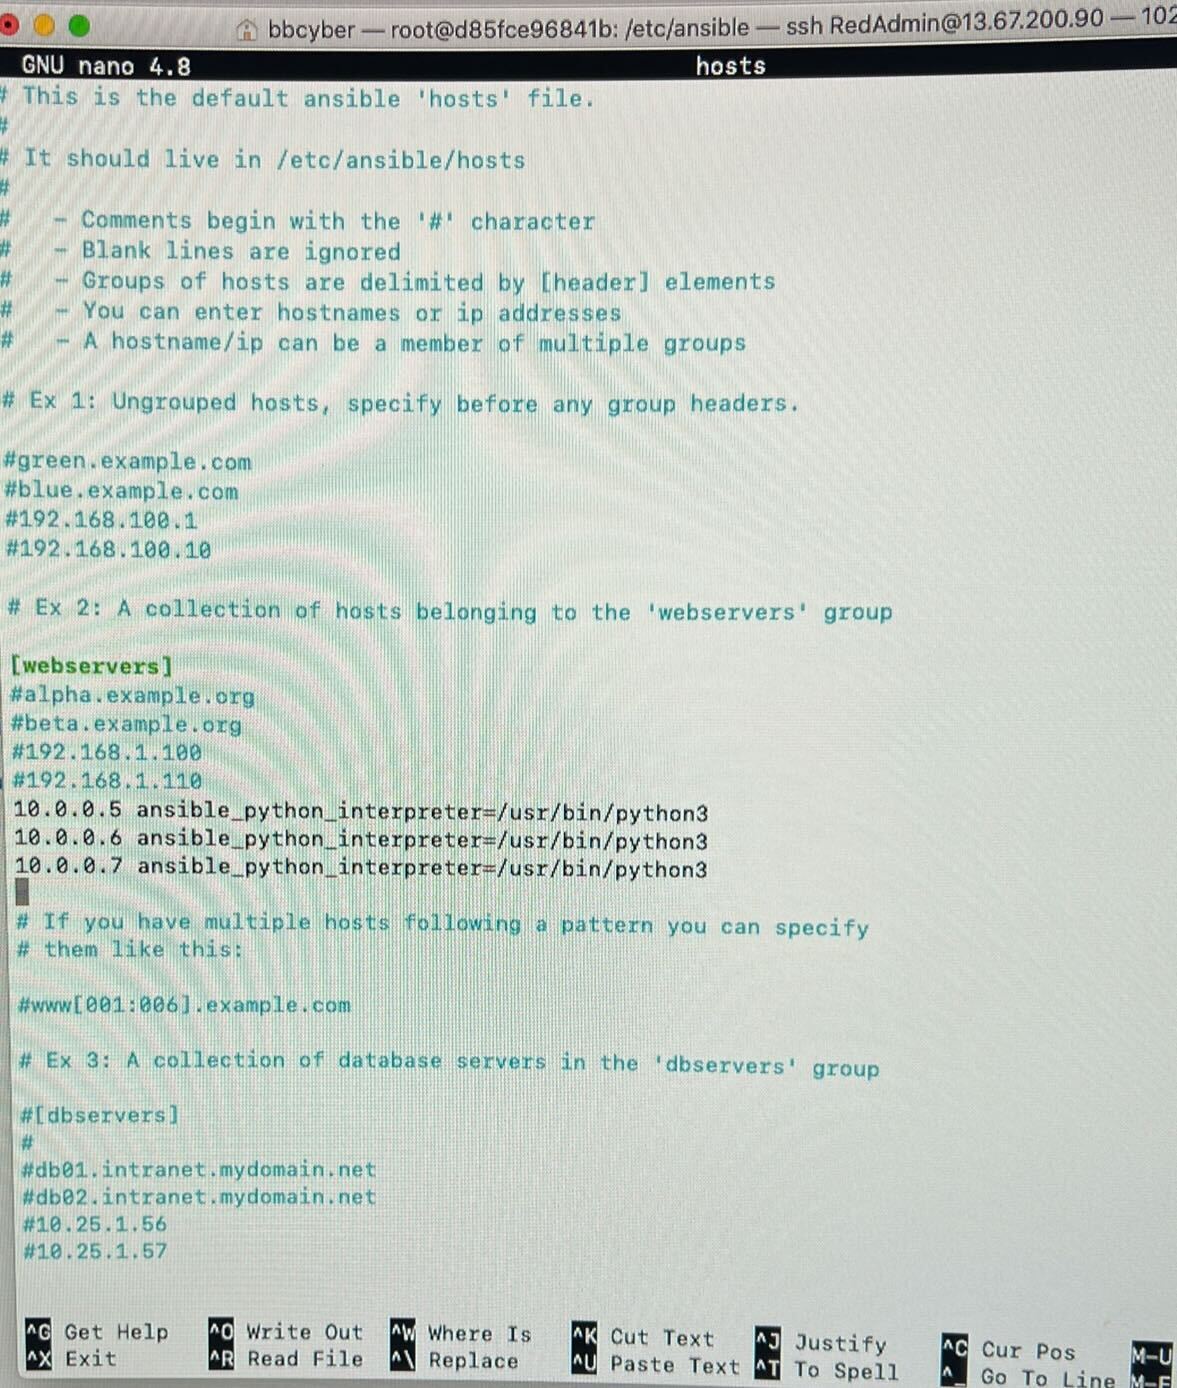 bbcyber — root@d85fce96841b: /etc/ansible — ssh RedAdmin@13.67.200.90 — 102
GNU nano 4.8 hosts
# This is the default ansible 'hosts' file.
#
# It should live in /etc/ansible/hosts
#
#   - Comments begin with the '#' character
#   - Blank lines are ignored
#   - Groups of hosts are delimited by [header] elements
#   - You can enter hostnames or ip addresses
#   - A hostname/ip can be a member of multiple groups
# Ex 1: Ungrouped hosts, specify before any group headers.
#green.example.com
#blue.example.com
#192.168.100.1
#192.168.100.10
# Ex 2: A collection of hosts belonging to the 'webservers' group
[webservers]
#alpha.example.org
#beta.example.org
#192.168.1.100
#192.168.1.110
10.0.0.5 ansible_python_interpreter=/usr/bin/python3
10.0.0.6 ansible_python_interpreter=/usr/bin/python3
10.0.0.7 ansible_python_interpreter=/usr/bin/python3
# If you have multiple hosts following a pattern you can specify
# them like this:
#www[001:006].example.com
# Ex 3: A collection of database servers in the 'dbservers' group
#[dbservers]
#
#db01.intranet.mydomain.net
#db02.intranet.mydomain.net
#10.25.1.56
#10.25.1.57
^G Get Help ^O Write Out ^W Where Is ^K Cut Text ^J Justify ^C Cur Pos M-U
^X Exit ^R Read File ^\ Replace ^U Paste Text ^T To Spell ^_ Go To Line M-E